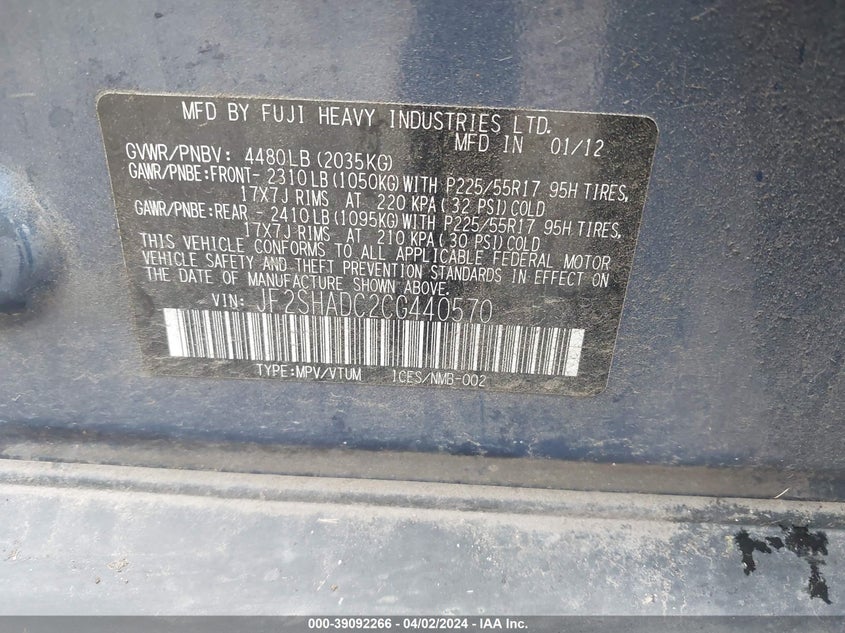 MFD BY FUJI HEAVY INDUSTRIES LTD.
MFD IN 01/12
GVWR/PNBV: 4480LB(2035KG)
GAWR/PNBE:FRONT- 2310LB(1050KG)WITH P225/55R17 95H TIRES,
17X7J RIMS AT 220 KPA(32 PSI)COLD
GAWR/PNBE:REAR - 2410LB(1095KG)WITH P225/55R17 95H TIRES,
17X7J RIMS AT 210 KPA(30 PSI)COLD
THIS VEHICLE CONFORMS TO ALL APPLICABLE FEDERAL MOTOR
VEHICLE SAFETY AND THEFT PREVENTION STANDARDS IN EFFECT ON
THE DATE OF MANUFACTURE SHOWN ABOVE.
VIN: JF2SHADC2CG440570
TYPE:MPV/VTUM ICES/NMB-002
000-39092266 - 04/02/2024 - IAA, Inc.